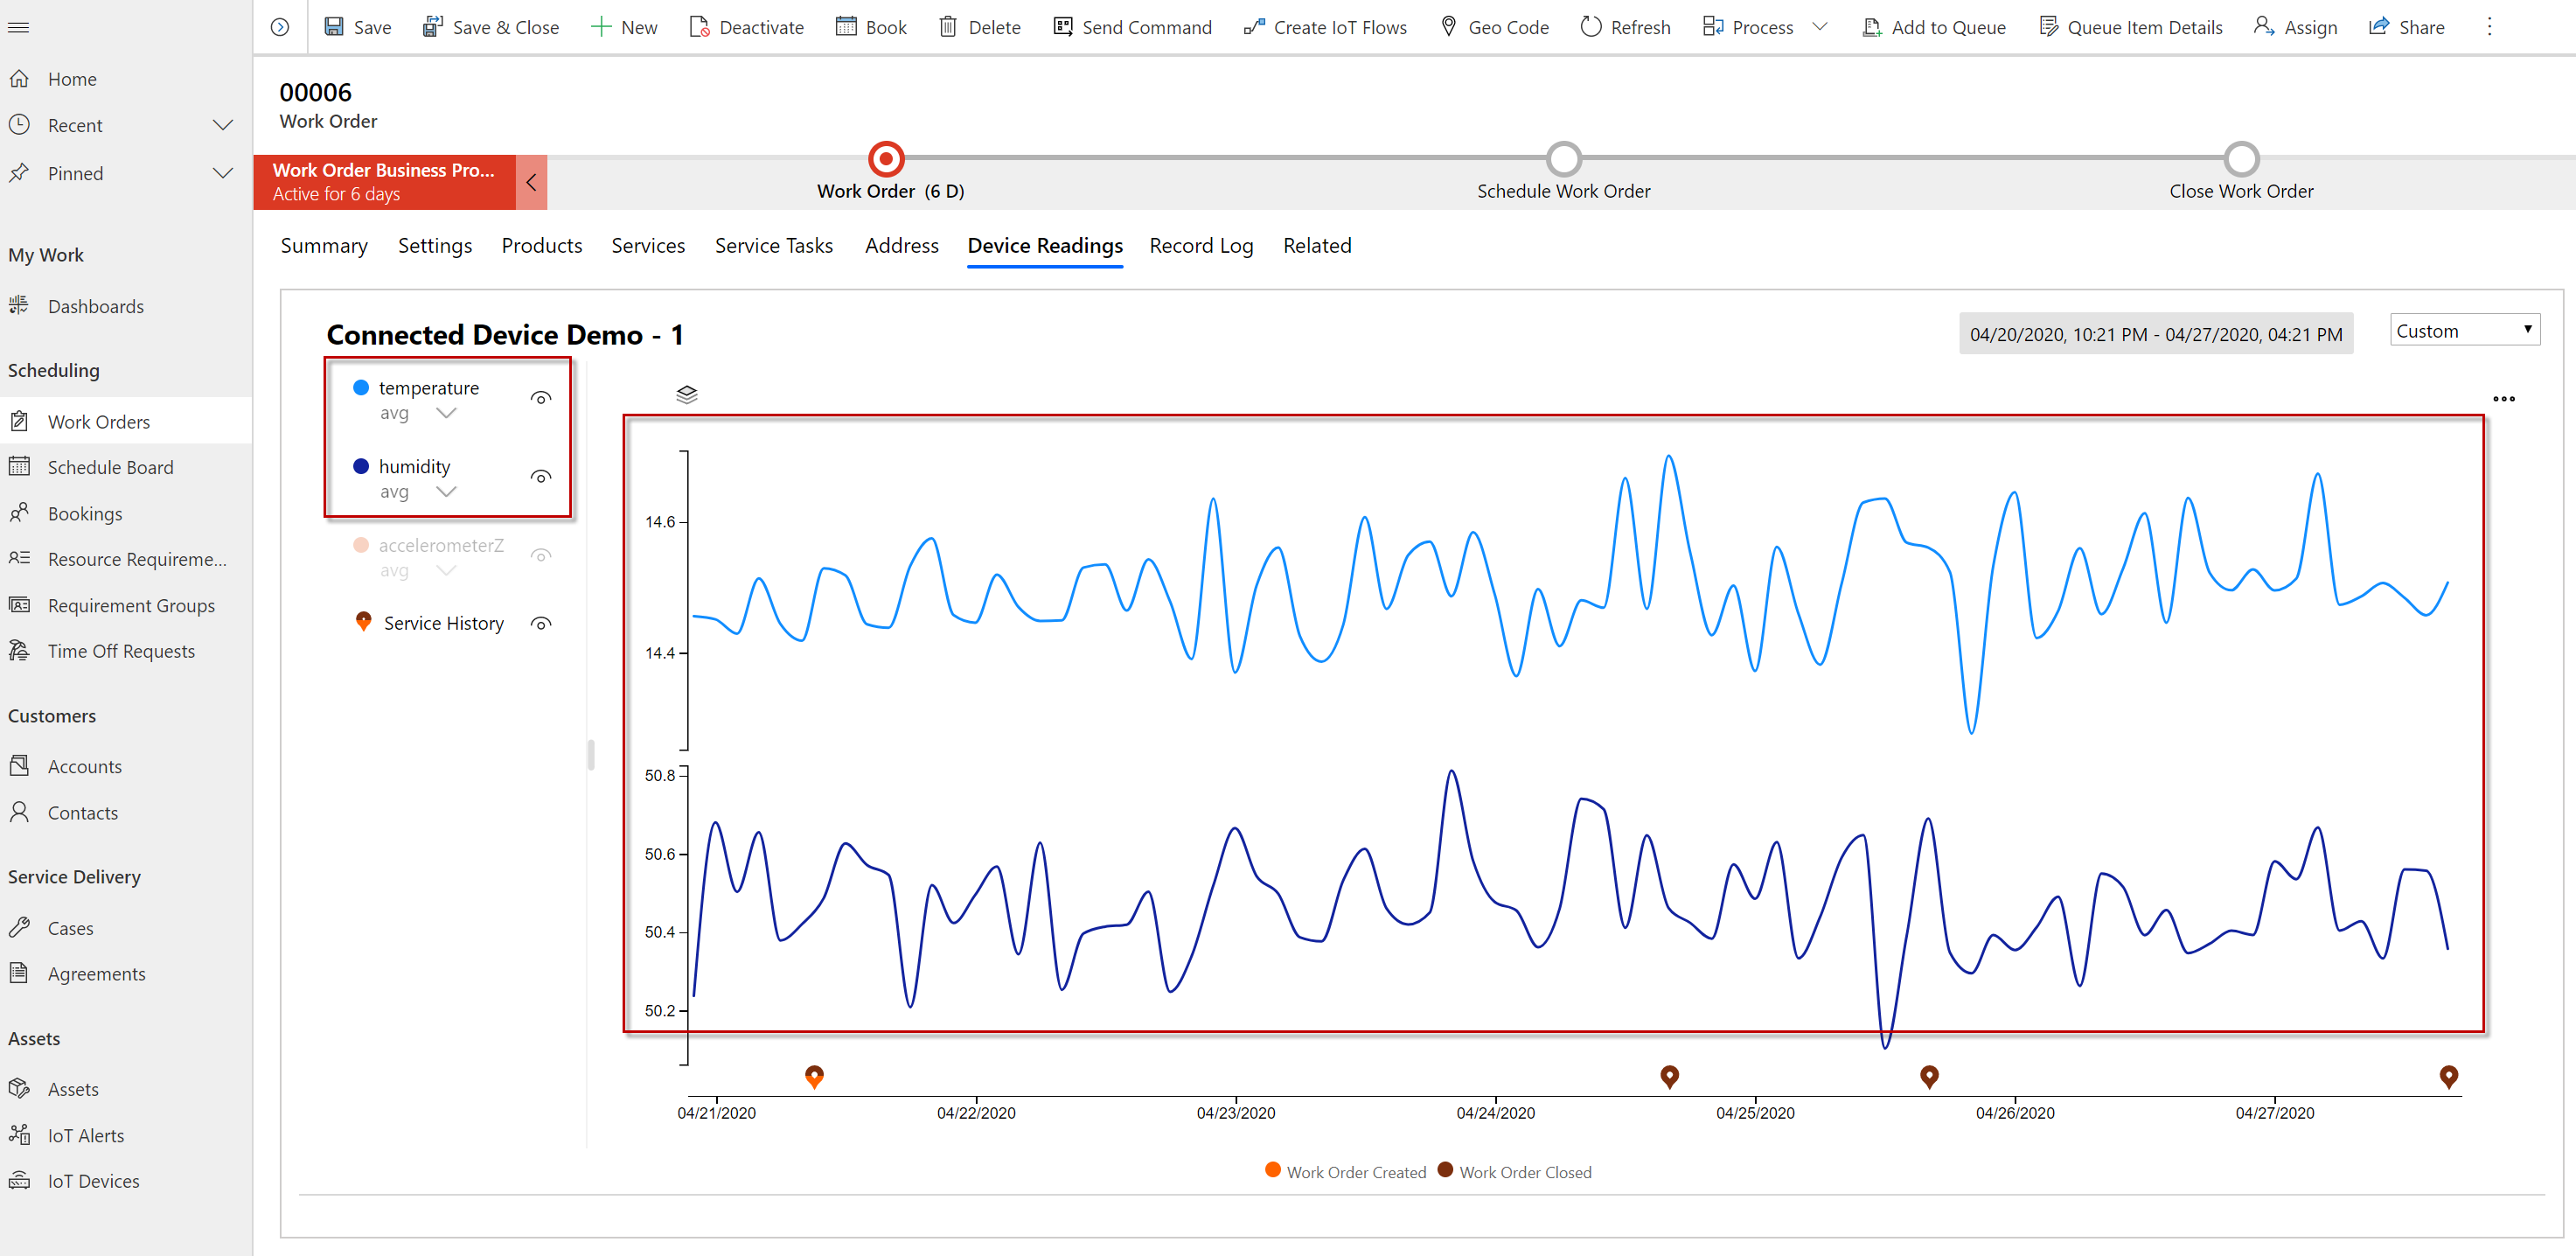 Save
Save & Close
New
Deactivate
Book
Delete
Send Command
Create IoT Flows
Geo Code
Refresh
Process
Add to Queue
Queue Item Details
Assign
Share
Home
Recent
Pinned
My Work
Dashboards
Scheduling
Work Orders
Schedule Board
Bookings
Resource Requireme...
Requirement Groups
Time Off Requests
Customers
Accounts
Contacts
Service Delivery
Cases
Agreements
Assets
Assets
IoT Alerts
IoT Devices
00006
Work Order
Work Order Business Pro...
Active for 6 days
Work Order (6 D)
Schedule Work Order
Close Work Order
Summary
Settings
Products
Services
Service Tasks
Address
Device Readings
Record Log
Related
Connected Device Demo - 1
04/20/2020, 10:21 PM - 04/27/2020, 04:21 PM
Custom
temperature
avg
humidity
avg
accelerometerZ
avg
Service History
14.6
14.4
50.8
50.6
50.4
50.2
04/21/2020
04/22/2020
04/23/2020
04/24/2020
04/25/2020
04/26/2020
04/27/2020
Work Order Created
Work Order Closed